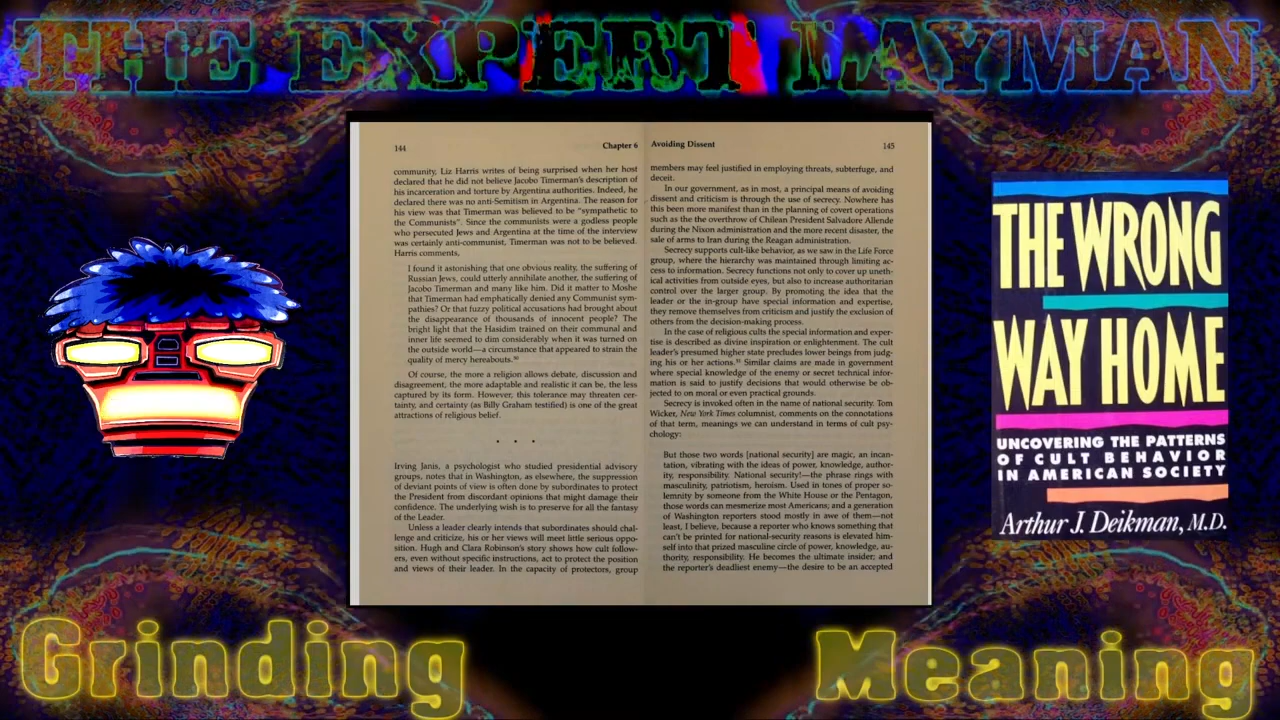 THE EXPERT LAYMAN
144
Chapter 6
community, Liz Harris writes of being surprised when her host
declared that he did not believe Jacobo Timerman's description of
his incarceration and torture by Argentina authorities. Indeed, he
declared there was no anti-Semitism in Argentina. The reason for
his view was that Timerman was believed to be "sympathetic to
the Communists". Since the communists were a godless people
who persecuted Jews and Argentina at the time of the interview
was certainly anti-communist, Timerman was not to be believed.
Harris comments,
I found it astonishing that one obvious reality, the suffering of
Russian Jews, could utterly annihilate another, the suffering of
Jacobo Timerman and many like him. Did it matter to Moshe
that Timerman had emphatically denied any Communist sym-
pathies? Or that fuzzy political accusations had brought about
the disappearance of thousands of innocent people? The
bright light that the Hasidim trained on their communal and
inner life seemed to dim considerably when it was turned on
the outside world—a circumstance that appeared to strain the
quality of mercy hereabouts.³⁰
Of course, the more a religion allows debate, discussion and
disagreement, the more adaptable and realistic it can be, the less
captured by its form. However, this tolerance may threaten cer-
tainty, and certainty (as Billy Graham testified) is one of the great
attractions of religious belief.
• • •
Irving Janis, a psychologist who studied presidential advisory
groups, notes that in Washington, as elsewhere, the suppression
of deviant points of view is often done by subordinates to protect
the President from discordant opinions that might damage their
confidence. The underlying wish is to preserve for all the fantasy
of the Leader.
Unless a leader clearly intends that subordinates should chal-
lenge and criticize, his or her views will meet little serious oppo-
sition. Hugh and Clara Robinson's story shows how cult follow-
ers, even without specific instructions, act to protect the position
and views of their leader. In the capacity of protectors, group
Avoiding Dissent
145
members may feel justified in employing threats, subterfuge, and
deceit.
In our government, as in most, a principal means of avoiding
dissent and criticism is through the use of secrecy. Nowhere has
this been more manifest than in the planning of covert operations
such as the the overthrow of Chilean President Salvadore Allende
during the Nixon administration and the more recent disaster, the
sale of arms to Iran during the Reagan administration.
Secrecy supports cult-like behavior, as we saw in the Life Force
group, where the hierarchy was maintained through limiting ac-
cess to information. Secrecy functions not only to cover up uneth-
ical activities from outside eyes, but also to increase authoritarian
control over the larger group. By promoting the idea that the
leader or the in-group have special information and expertise,
they remove themselves from criticism and justify the exclusion of
others from the decision-making process.
In the case of religious cults the special information and exper-
tise is described as divine inspiration or enlightenment. The cult
leader's presumed higher state precludes lower beings from judg-
ing his or her actions.³¹ Similar claims are made in government
where special knowledge of the enemy or secret technical infor-
mation is said to justify decisions that would otherwise be ob-
jected to on moral or even practical grounds.
Secrecy is invoked often in the name of national security. Tom
Wicker, New York Times columnist, comments on the connotations
of that term, meanings we can understand in terms of cult psy-
chology:
But those two words [national security] are magic, an incan-
tation, vibrating with the ideas of power, knowledge, author-
ity, responsibility. National security!—the phrase rings with
masculinity, patriotism, heroism. Used in tones of proper so-
lemnity by someone from the White House or the Pentagon,
those words can mesmerize most Americans; and a generation
of Washington reporters stood mostly in awe of them—not
least, I believe, because a reporter who knows something that
can't be printed for national-security reasons is elevated him-
self into that prized masculine circle of power, knowledge, au-
thority, responsibility. He becomes the ultimate insider; and
the reporter's deadliest enemy—the desire to be an accepted
THE WRONG
WAY HOME
UNCOVERING THE PATTERNS
OF CULT BEHAVIOR
IN AMERICAN SOCIETY
Arthur J. Deikman, M.D.
Grinding
Meaning